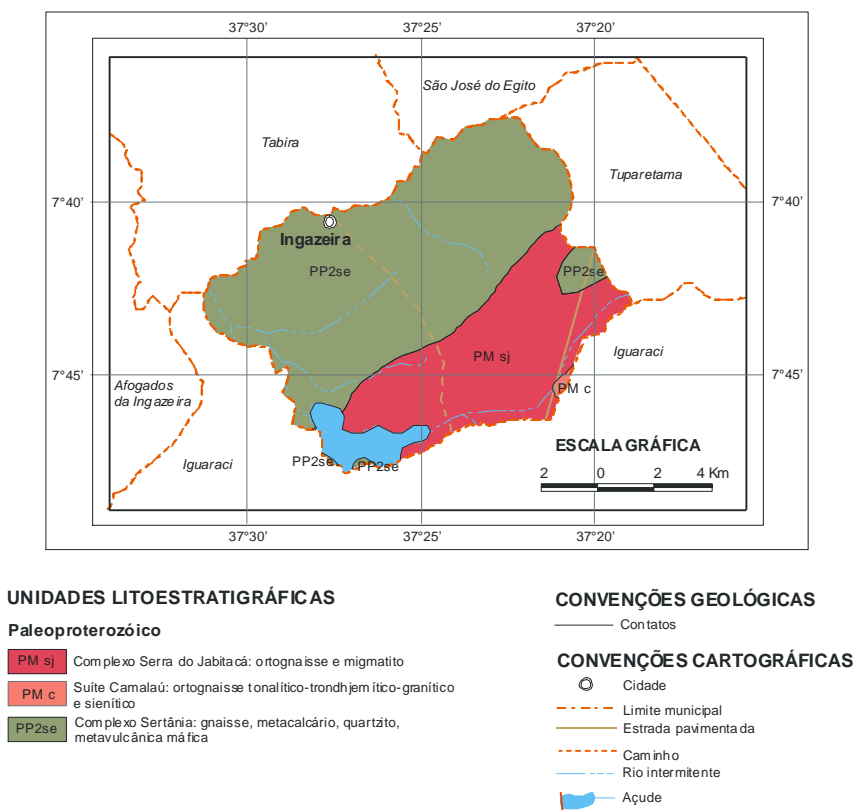 37°30’
37°25’
37°20’
São José do Egito
Tabira
Tuparetama
7°40’
7°40’
Ingazeira
PP2se
PP2se
PM sj
Iguaraci
7°45’
7°45’
Afogados
da Ingazeira
PM c
ESCALA GRÁFICA
Iguaraci
PP2se
PP2se
2 0 2 4 Km
37°30’
37°25’
37°20’
UNIDADES LITOESTRATIGRÁFICAS
Paleoproterozóico
PM sj Complexo Serra do Jabitacá: ortognaisse e migmatito
PM c Suíte Camalaú: ortognaisse tonalítico-trondhjemítico-granítico
e sienítico
PP2se Complexo Sertânia: gnaisse, metacalcário, quartzito,
metavulcânica máfica
CONVENÇÕES GEOLÓGICAS
Contatos
CONVENÇÕES CARTOGRÁFICAS
Cidade
Limite municipal
Estrada pavimentada
Caminho
Rio intermitente
Açude